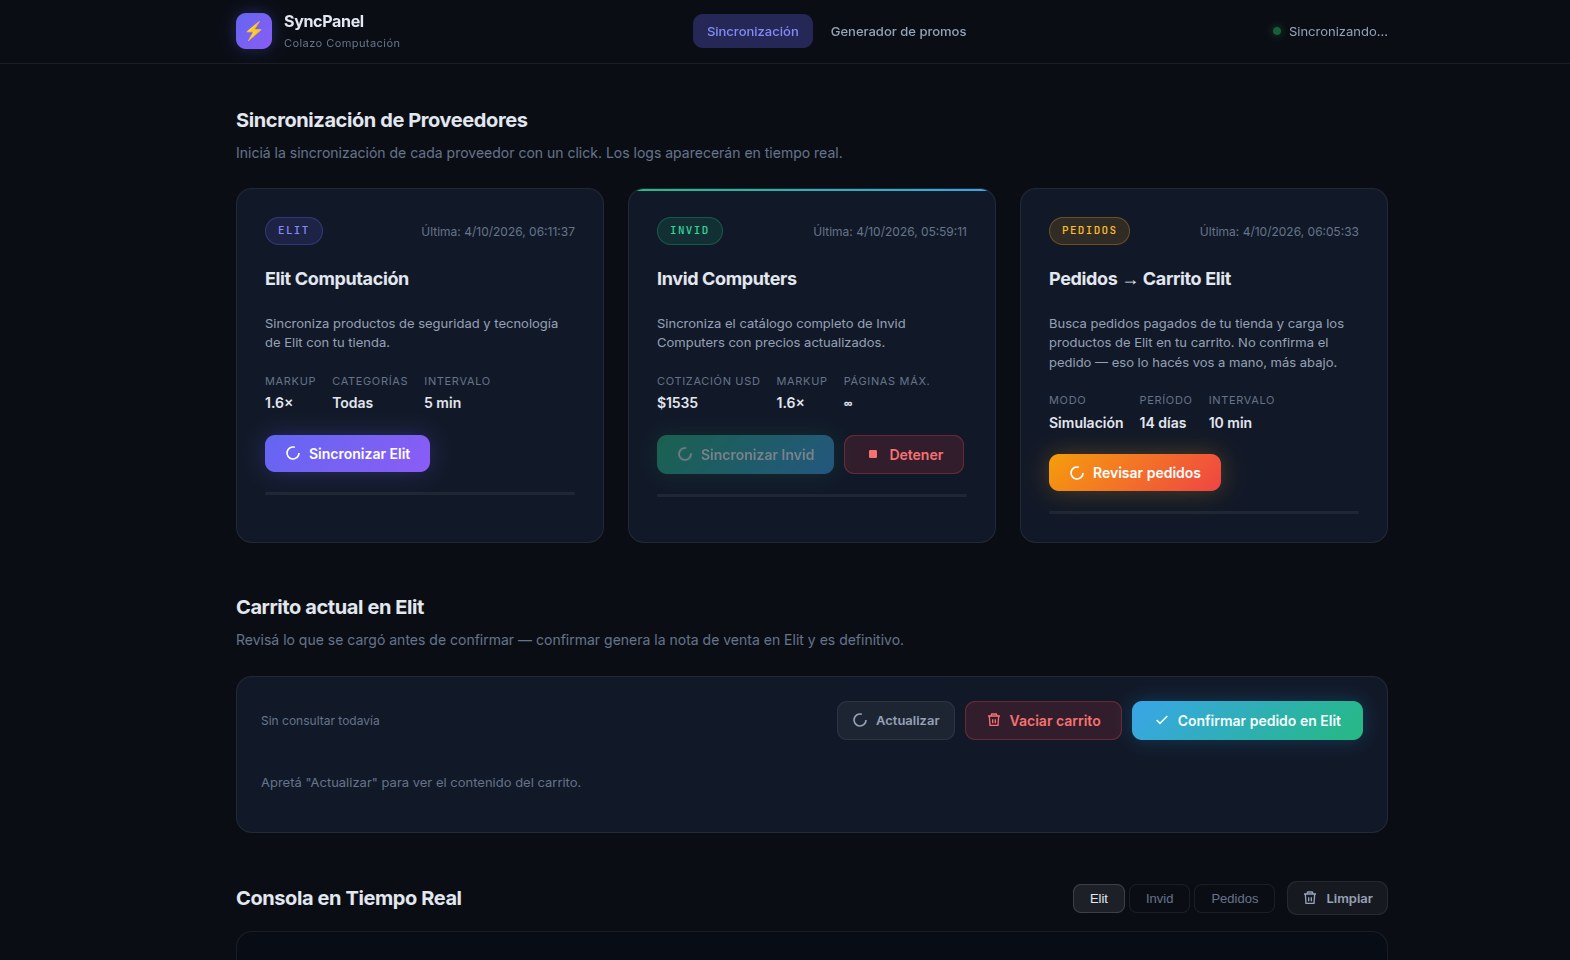 SyncPanel
Colazo Computación
Sincronización
Generador de promos
Sincronizando...
Sincronización de Proveedores
Iniciá la sincronización de cada proveedor con un click. Los logs aparecerán en tiempo real.
ELIT
Última: 4/10/2026, 06:11:37
Elit Computación
Sincroniza productos de seguridad y tecnología
de Elit con tu tienda.
MARKUP CATEGORÍAS INTERVALO
1.6× Todas 5 min
Sincronizar Elit
INVID
Última: 4/10/2026, 05:59:11
Invid Computers
Sincroniza el catálogo completo de Invid
Computers con precios actualizados.
COTIZACIÓN USD MARKUP PÁGINAS MÁX.
$1535 1.6× ∞
Sincronizar Invid
Detener
PEDIDOS
Última: 4/10/2026, 06:05:33
Pedidos → Carrito Elit
Busca pedidos pagados de tu tienda y carga los
productos de Elit en tu carrito. No confirma el
pedido — eso lo hacés vos a mano, más abajo.
MODO PERÍODO INTERVALO
Simulación 14 días 10 min
Revisar pedidos
Carrito actual en Elit
Revisá lo que se cargó antes de confirmar — confirmar genera la nota de venta en Elit y es definitivo.
Sin consultar todavía
Actualizar
Vaciar carrito
Confirmar pedido en Elit
Apretá "Actualizar" para ver el contenido del carrito.
Consola en Tiempo Real
Elit
Invid
Pedidos
Limpiar